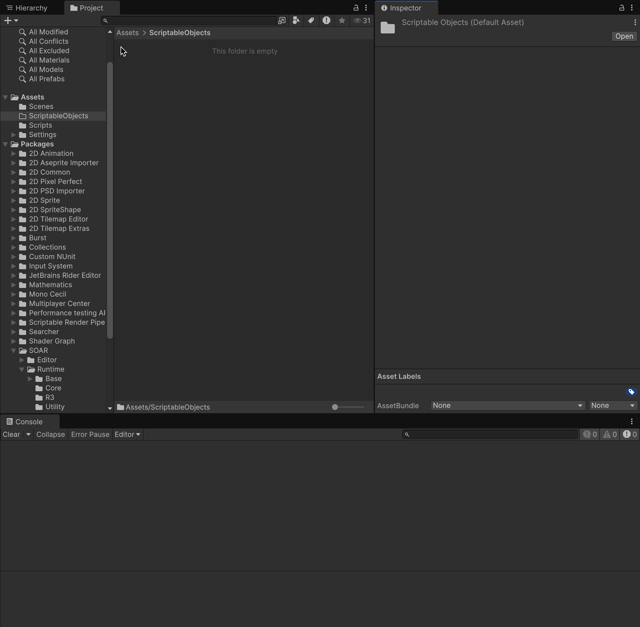 Hierarchy
Project
31
All Modified
All Conflicts
All Excluded
All Materials
All Models
All Prefabs
Assets
Scenes
ScriptableObjects
Scripts
Settings
Packages
2D Animation
2D Aseprite Importer
2D Common
2D Pixel Perfect
2D PSD Importer
2D Sprite
2D SpriteShape
2D Tilemap Editor
2D Tilemap Extras
Burst
Collections
Custom NUnit
Input System
JetBrains Rider Editor
Mathematics
Mono Cecil
Multiplayer Center
Performance testing AP
Scriptable Render Pipe
Searcher
Shader Graph
SOAR
Editor
Runtime
Base
Core
R3
Utility
Assets > ScriptableObjects
This folder is empty
Assets/ScriptableObjects
Inspector
Scriptable Objects (Default Asset)
Open
Asset Labels
AssetBundle None None
Console
Clear Collapse Error Pause Editor 0 0 0